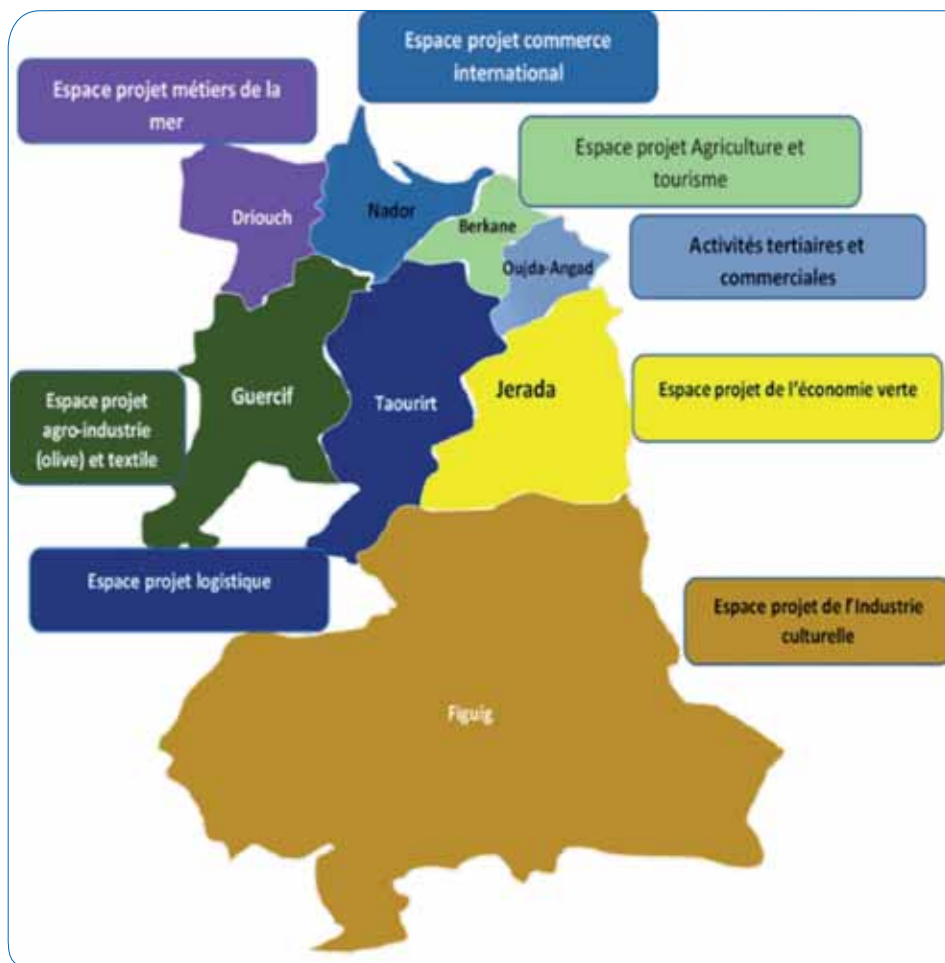 Espace projet commerce
international
Espace projet métiers de la
mer
Espace projet Agriculture et
tourisme
Driouch
Nador
Berkane
Oujda-Angad
Activités tertiaires et
commerciales
Guercif
Taourirt
Jerada
Espace projet de l'économie verte
Espace projet
agro-industrie
(olive) et textile
Espace projet logistique
Espace projet de l'Industrie
culturelle
Figuig